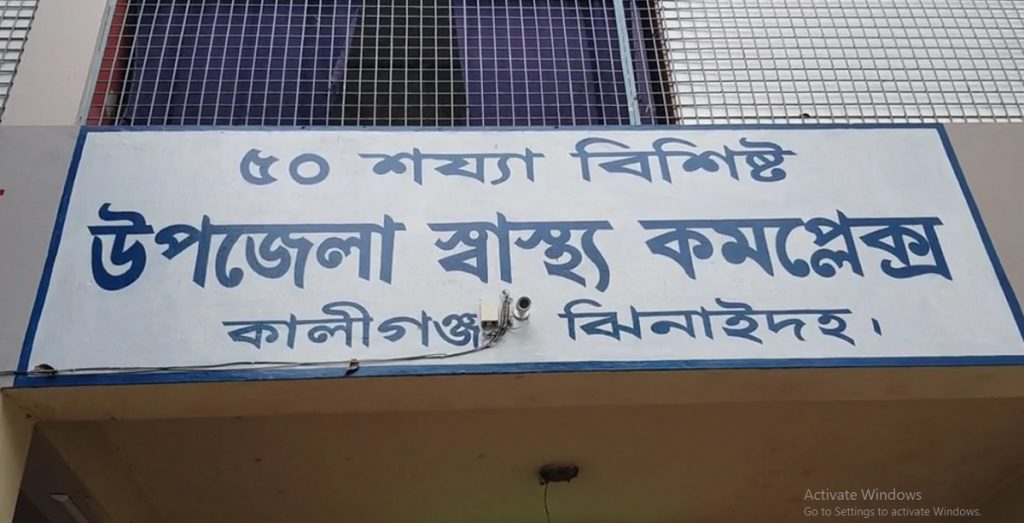 ৫০ শয্যা বিশিষ্ট
উপজেলা স্বাস্থ্য কমপ্লেক্স
কালীগঞ্জ ঝিনাইদহ।
Activate Windows
Go to Settings to activate Windows.